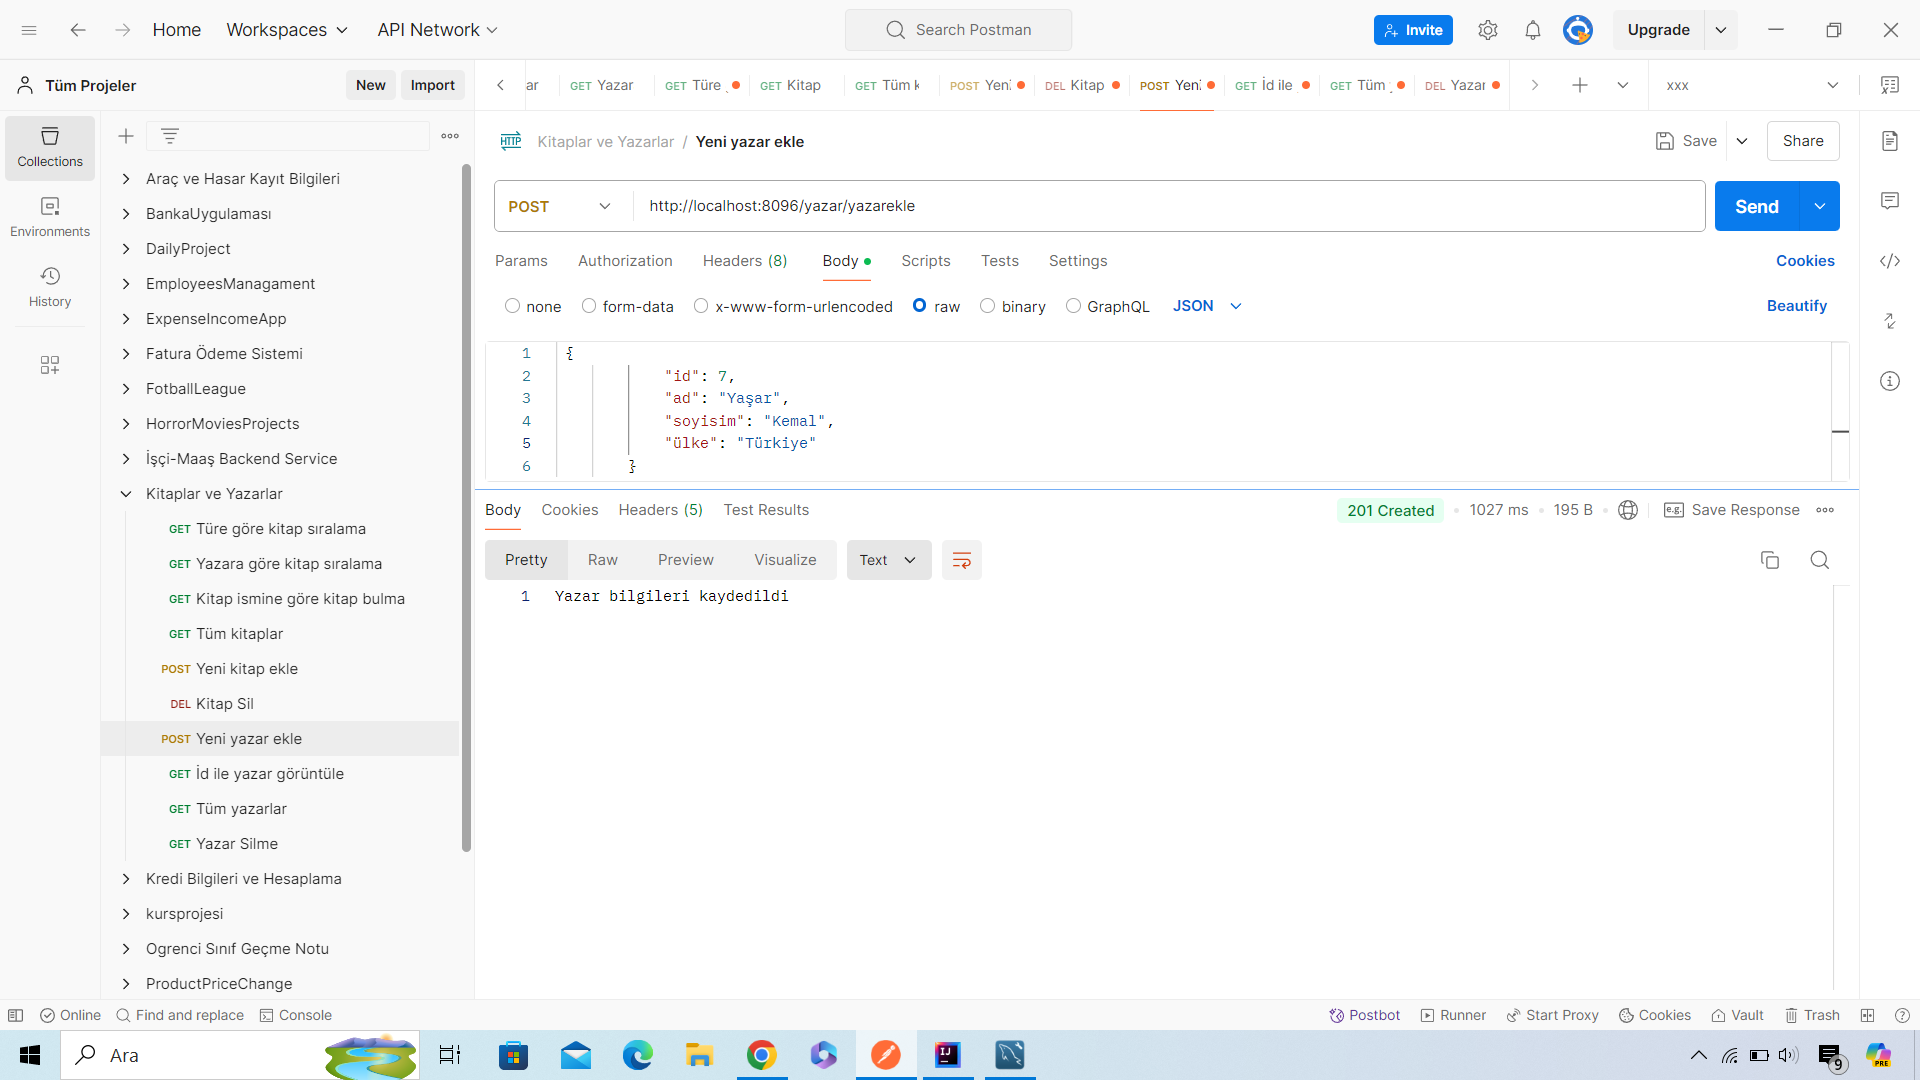 Home
Workspaces
API Network
Search Postman
Invite
Upgrade
Tüm Projeler
New
Import
ar
GET Yazar
GET Türe
GET Kitap
GET Tüm k
POST Yeni
DEL Kitap
POST Yeni
GET İd ile
GET Tüm
DEL Yazar
xxx
Collections
Environments
History
Araç ve Hasar Kayıt Bilgileri
BankaUygulaması
DailyProject
EmployeesManagament
ExpenseIncomeApp
Fatura Ödeme Sistemi
FotballLeague
HorrorMoviesProjects
İşçi-Maaş Backend Service
Kitaplar ve Yazarlar
GET Türe göre kitap sıralama
GET Yazara göre kitap sıralama
GET Kitap ismine göre kitap bulma
GET Tüm kitaplar
POST Yeni kitap ekle
DEL Kitap Sil
POST Yeni yazar ekle
GET İd ile yazar görüntüle
GET Tüm yazarlar
GET Yazar Silme
Kredi Bilgileri ve Hesaplama
kursprojesi
Ogrenci Sınıf Geçme Notu
ProductPriceChange
HTTP Kitaplar ve Yazarlar / Yeni yazar ekle
Save
Share
POST
http://localhost:8096/yazar/yazarekle
Send
Params
Authorization
Headers (8)
Body
Scripts
Tests
Settings
Cookies
none
form-data
x-www-form-urlencoded
raw
binary
GraphQL
JSON
Beautify
1 {
2 "id": 7,
3 "ad": "Yaşar",
4 "soyisim": "Kemal",
5 "ülke": "Türkiye"
6 }
Body
Cookies
Headers (5)
Test Results
201 Created
1027 ms
195 B
e.g. Save Response
Pretty
Raw
Preview
Visualize
Text
1 Yazar bilgileri kaydedildi
Online
Find and replace
Console
Postbot
Runner
Start Proxy
Cookies
Vault
Trash
Ara
IJ
9
PRE